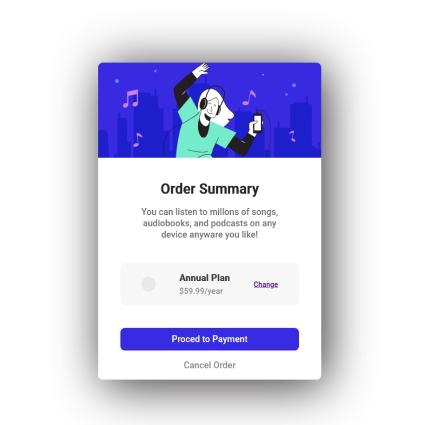 Order Summary
You can listen to millons of songs,
audiobooks, and podcasts on any
device anyware you like!
Annual Plan
$59.99/year
Change
Proced to Payment
Cancel Order